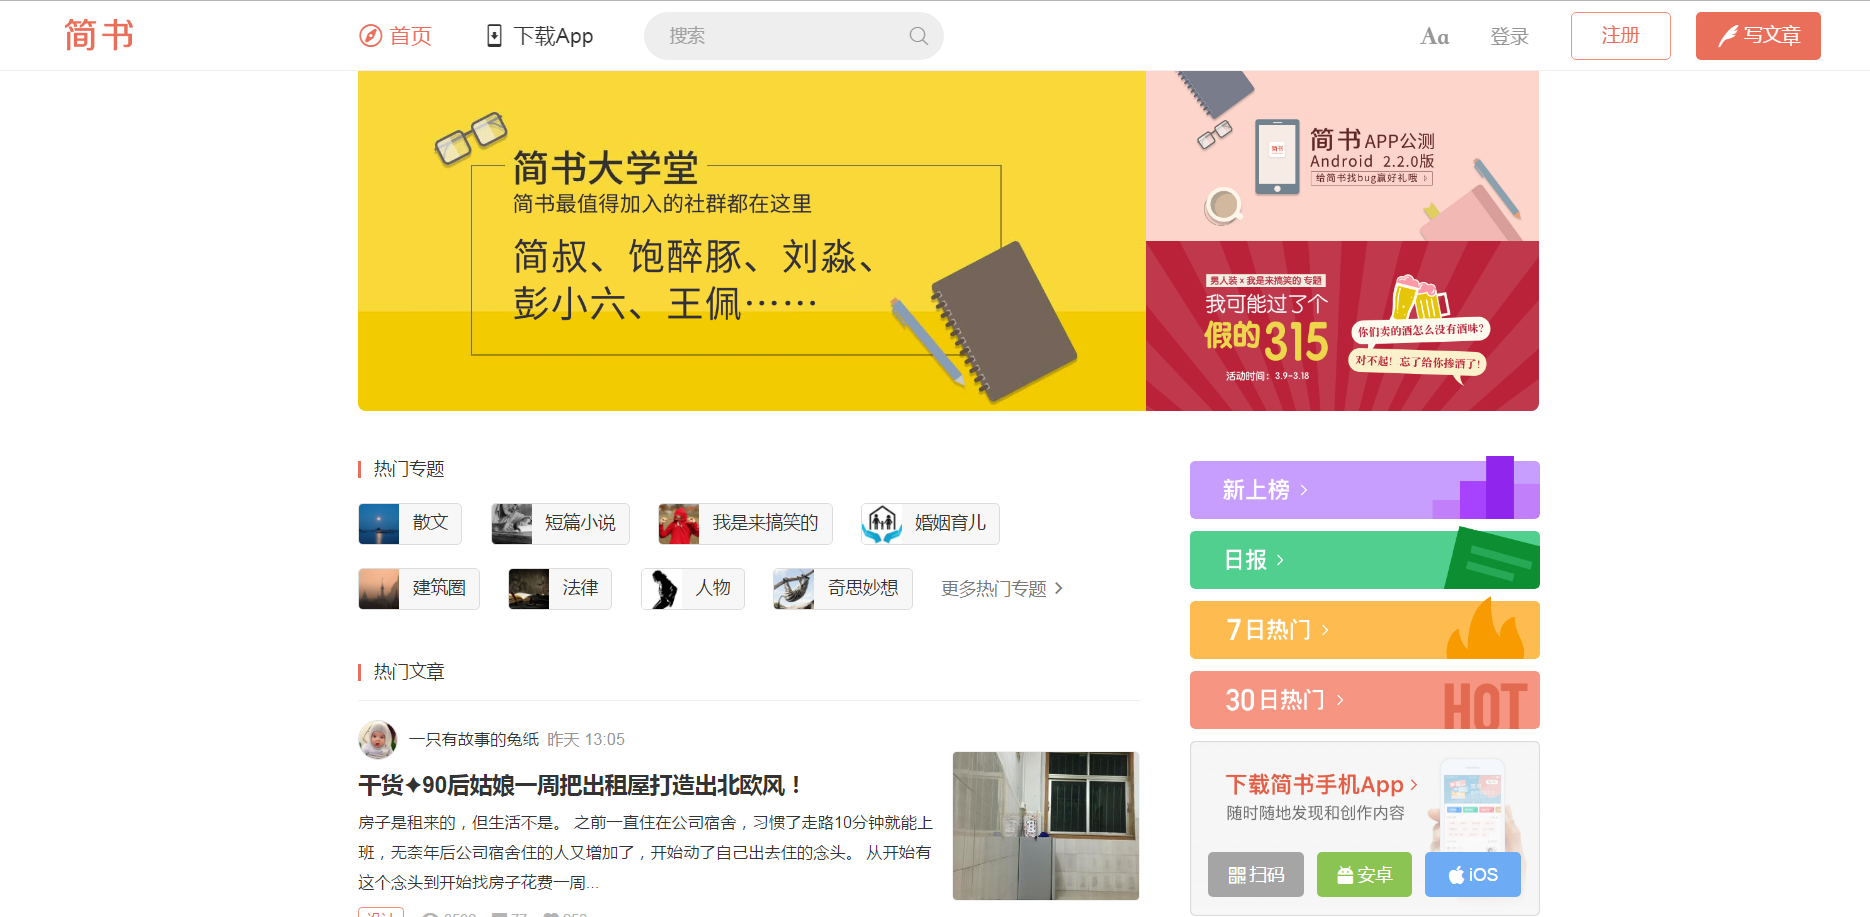 简书
首页
下载App
搜索
Aa
登录
注册
写文章
简书大学堂
简书最值得加入的社群都在这里
简叔、饱醉豚、刘淼、
彭小六、王佩……
简书 APP公测
Android 2.2.0版
给简书找bug赢好礼哦 >
男人装 x 我是来搞笑的 专题
我可能过了个
假的315
活动时间：3.9-3.18
你们卖的酒怎么没有酒味?
对不起！忘了给你掺酒了!
热门专题
散文
短篇小说
我是来搞笑的
婚姻育儿
建筑圈
法律
人物
奇思妙想
更多热门专题 >
热门文章
一只有故事的兔纸 昨天 13:05
干货✦90后姑娘一周把出租屋打造出北欧风！
房子是租来的，但生活不是。 之前一直住在公司宿舍，习惯了走路10分钟就能上
班，无奈年后公司宿舍住的人又增加了，开始动了自己出去住的念头。 从开始有
这个念头到开始找房子花费一周...
新上榜 >
日报 >
7日热门 >
30日热门 >
HOT
下载简书手机App >
随时随地发现和创作内容
扫码
安卓
iOS